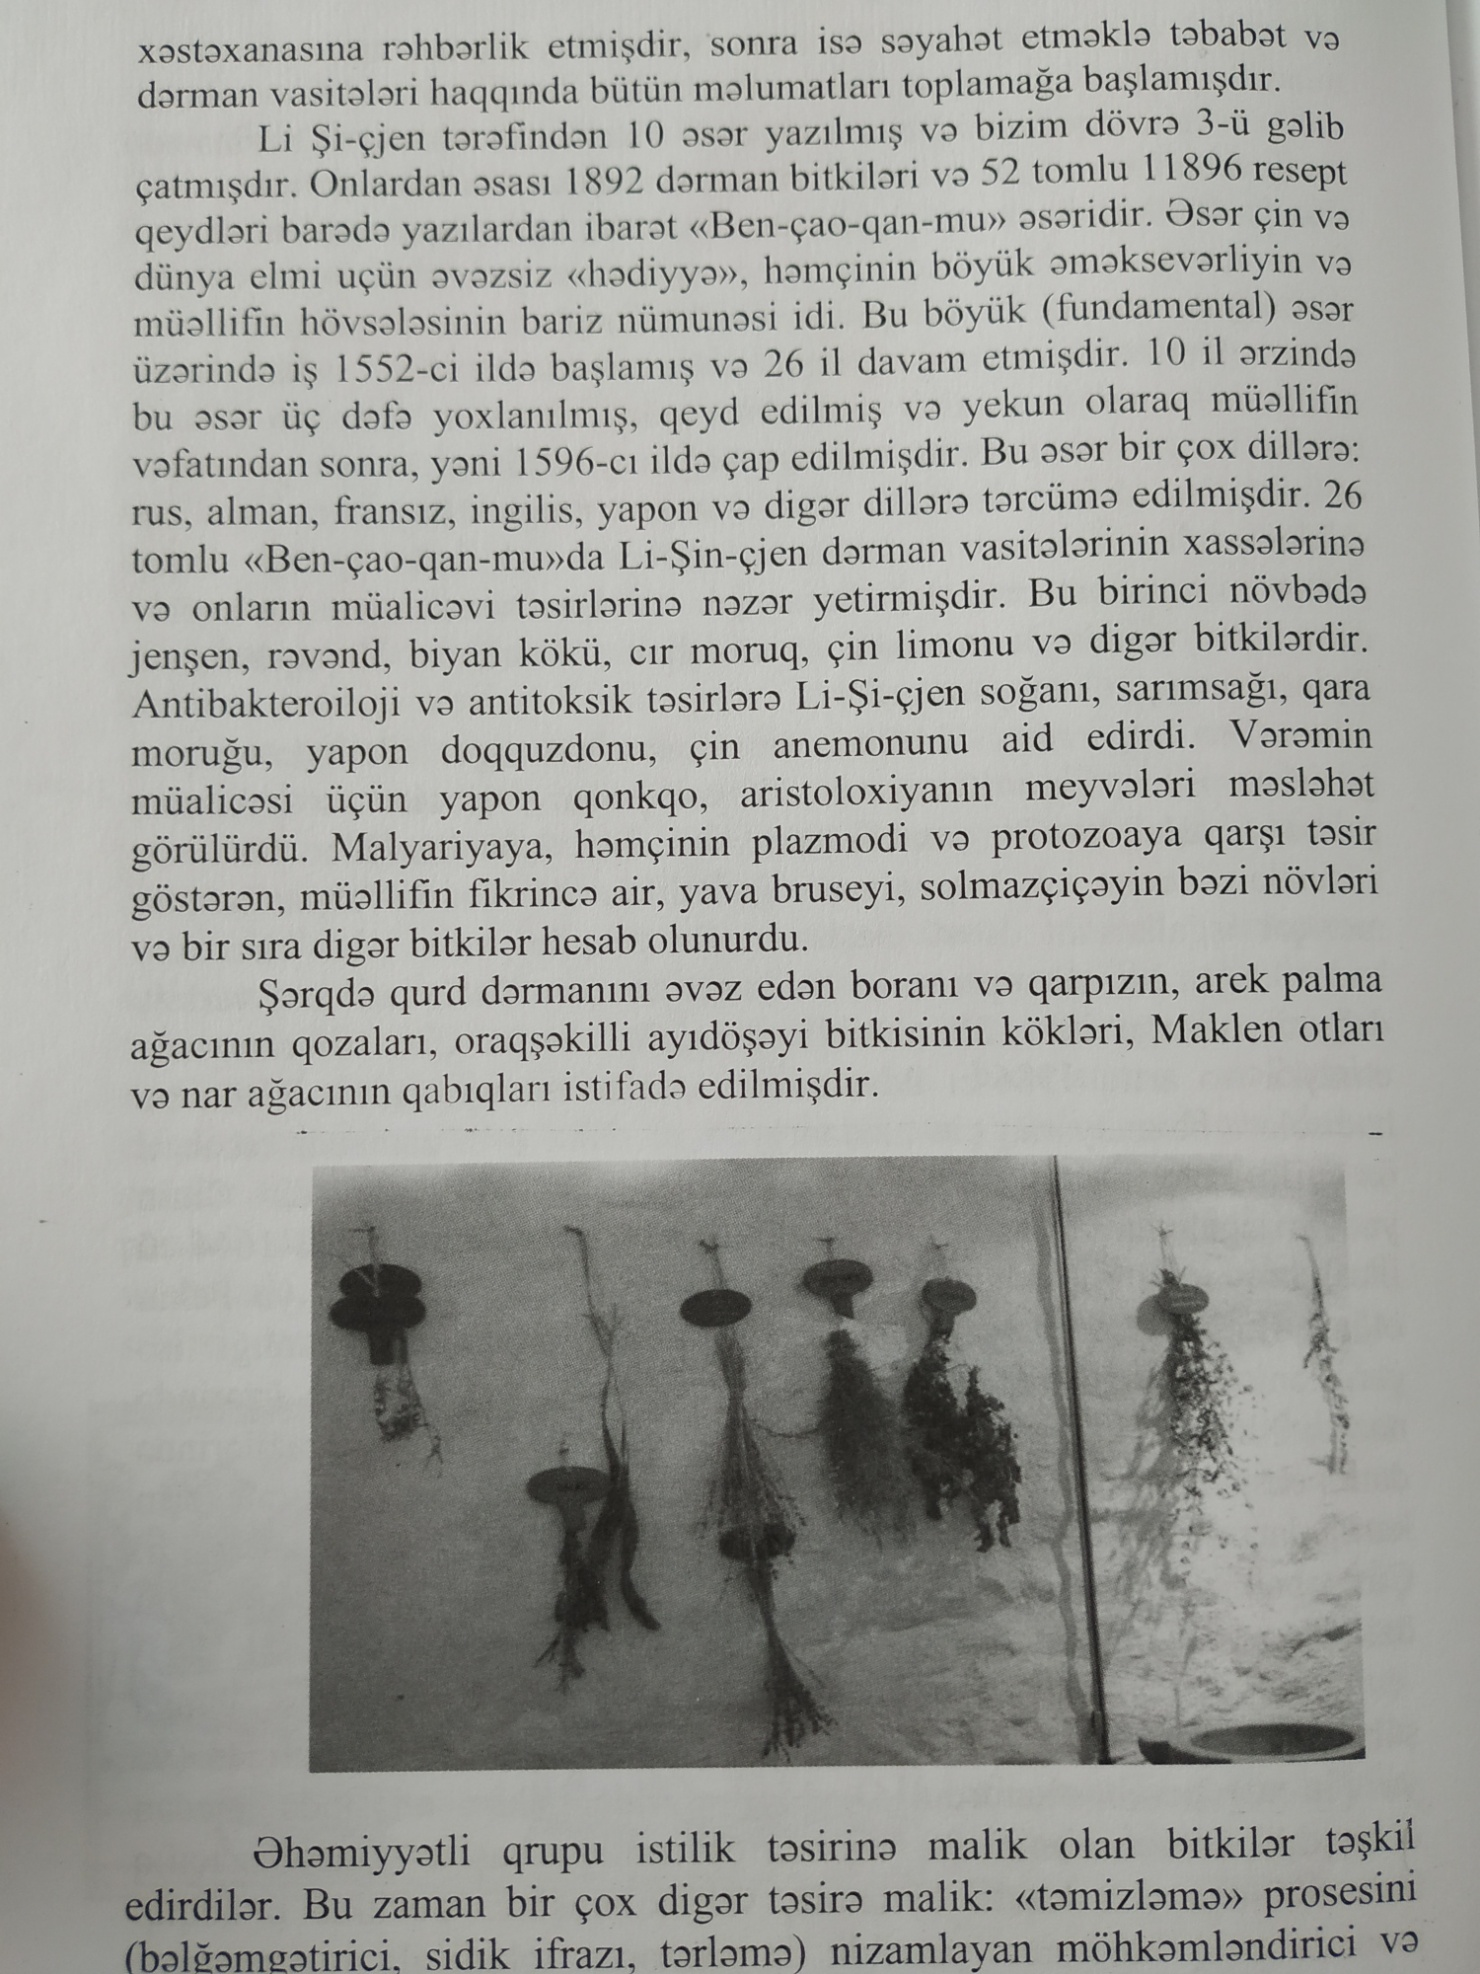 xəstəxanasına rəhbərlik etmişdir, sonra isə səyahət etməklə təbabət və
dərman vasitələri haqqında bütün məlumatları toplamağa başlamışdır.
Li Şi-çjen tərəfindən 10 əsər yazılmış və bizim dövrə 3-ü gəlib
çatmışdır. Onlardan əsası 1892 dərman bitkiləri və 52 tomlu 11896 resept
qeydləri barədə yazılardan ibarət «Ben-çao-qan-mu» əsəridir. Əsər çin və
dünya elmi uçün əvəzsiz «hədiyyə», həmçinin böyük əməksevərliyin və
müəllifin hövsələsinin bariz nümunəsi idi. Bu böyük (fundamental) əsər
üzərində iş 1552-ci ildə başlamış və 26 il davam etmişdir. 10 il ərzində
bu əsər üç dəfə yoxlanılmış, qeyd edilmiş və yekun olaraq müəllifin
vəfatından sonra, yəni 1596-cı ildə çap edilmişdir. Bu əsər bir çox dillərə:
rus, alman, fransız, ingilis, yapon və digər dillərə tərcümə edilmişdir. 26
tomlu «Ben-çao-qan-mu»da Li-Şin-çjen dərman vasitələrinin xassələrinə
və onların müalicəvi təsirlərinə nəzər yetirmişdir. Bu birinci növbədə
jenşen, rəvənd, biyan kökü, cır moruq, çin limonu və digər bitkilərdir.
Antibakteroiloji və antitoksik təsirlərə Li-Şi-çjen soğanı, sarımsağı, qara
moruğu, yapon doqquzdonu, çin anemonunu aid edirdi. Vərəmin
müalicəsi üçün yapon qonkqo, aristoloxiyanın meyvələri məsləhət
görülürdü. Malyariyaya, həmçinin plazmodi və protozoaya qarşı təsir
göstərən, müəllifin fikrincə air, yava bruseyi, solmazçiçəyin bəzi növləri
və bir sıra digər bitkilər hesab olunurdu.
Şərqdə qurd dərmanını əvəz edən boranı və qarpızın, arek palma
ağacının qozaları, oraqşəkilli ayıdöşəyi bitkisinin kökləri, Maklen otları
və nar ağacının qabıqları istifadə edilmişdir.
Əhəmiyyətli qrupu istilik təsirinə malik olan bitkilər təşkil
edirdilər. Bu zaman bir çox digər təsirə malik: «təmizləmə» prosesini
(bəlğəmgətirici, sidik ifrazı, tərləmə) nizamlayan möhkəmləndirici və